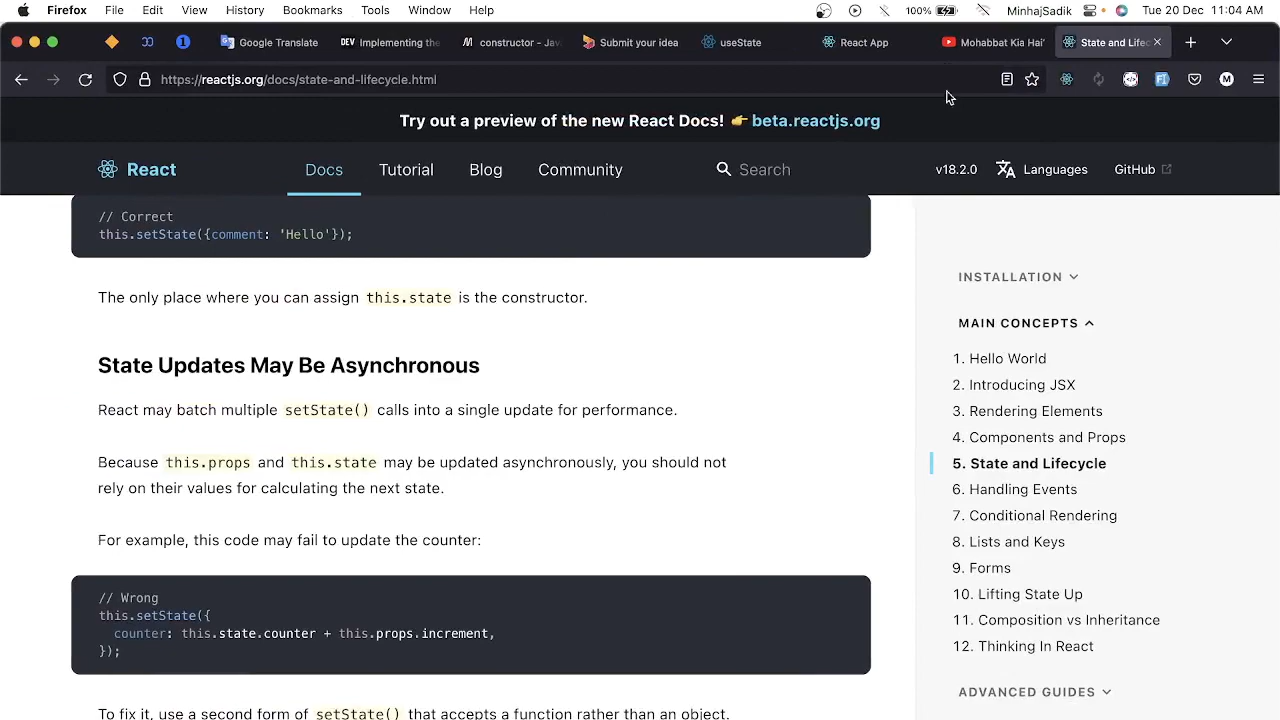 Firefox File Edit View History Bookmarks Tools Window Help 100% MinhajSadik Tue 20 Dec 11:04 AM
Google Translate DEV Implementing the constructor - Jav Submit your idea useState React App Mohabbat Kia Hai' State and Lifec
https://reactjs.org/docs/state-and-lifecycle.html
Try out a preview of the new React Docs! 👉 beta.reactjs.org
React Docs Tutorial Blog Community Search v18.2.0 Languages GitHub
// Correct
this.setState({comment: 'Hello'});
The only place where you can assign this.state is the constructor.
State Updates May Be Asynchronous
React may batch multiple setState() calls into a single update for performance.
Because this.props and this.state may be updated asynchronously, you should not
rely on their values for calculating the next state.
For example, this code may fail to update the counter:
// Wrong
this.setState({
counter: this.state.counter + this.props.increment,
});
To fix it, use a second form of setState() that accepts a function rather than an object.
INSTALLATION
MAIN CONCEPTS
1. Hello World
2. Introducing JSX
3. Rendering Elements
4. Components and Props
5. State and Lifecycle
6. Handling Events
7. Conditional Rendering
8. Lists and Keys
9. Forms
10. Lifting State Up
11. Composition vs Inheritance
12. Thinking In React
ADVANCED GUIDES